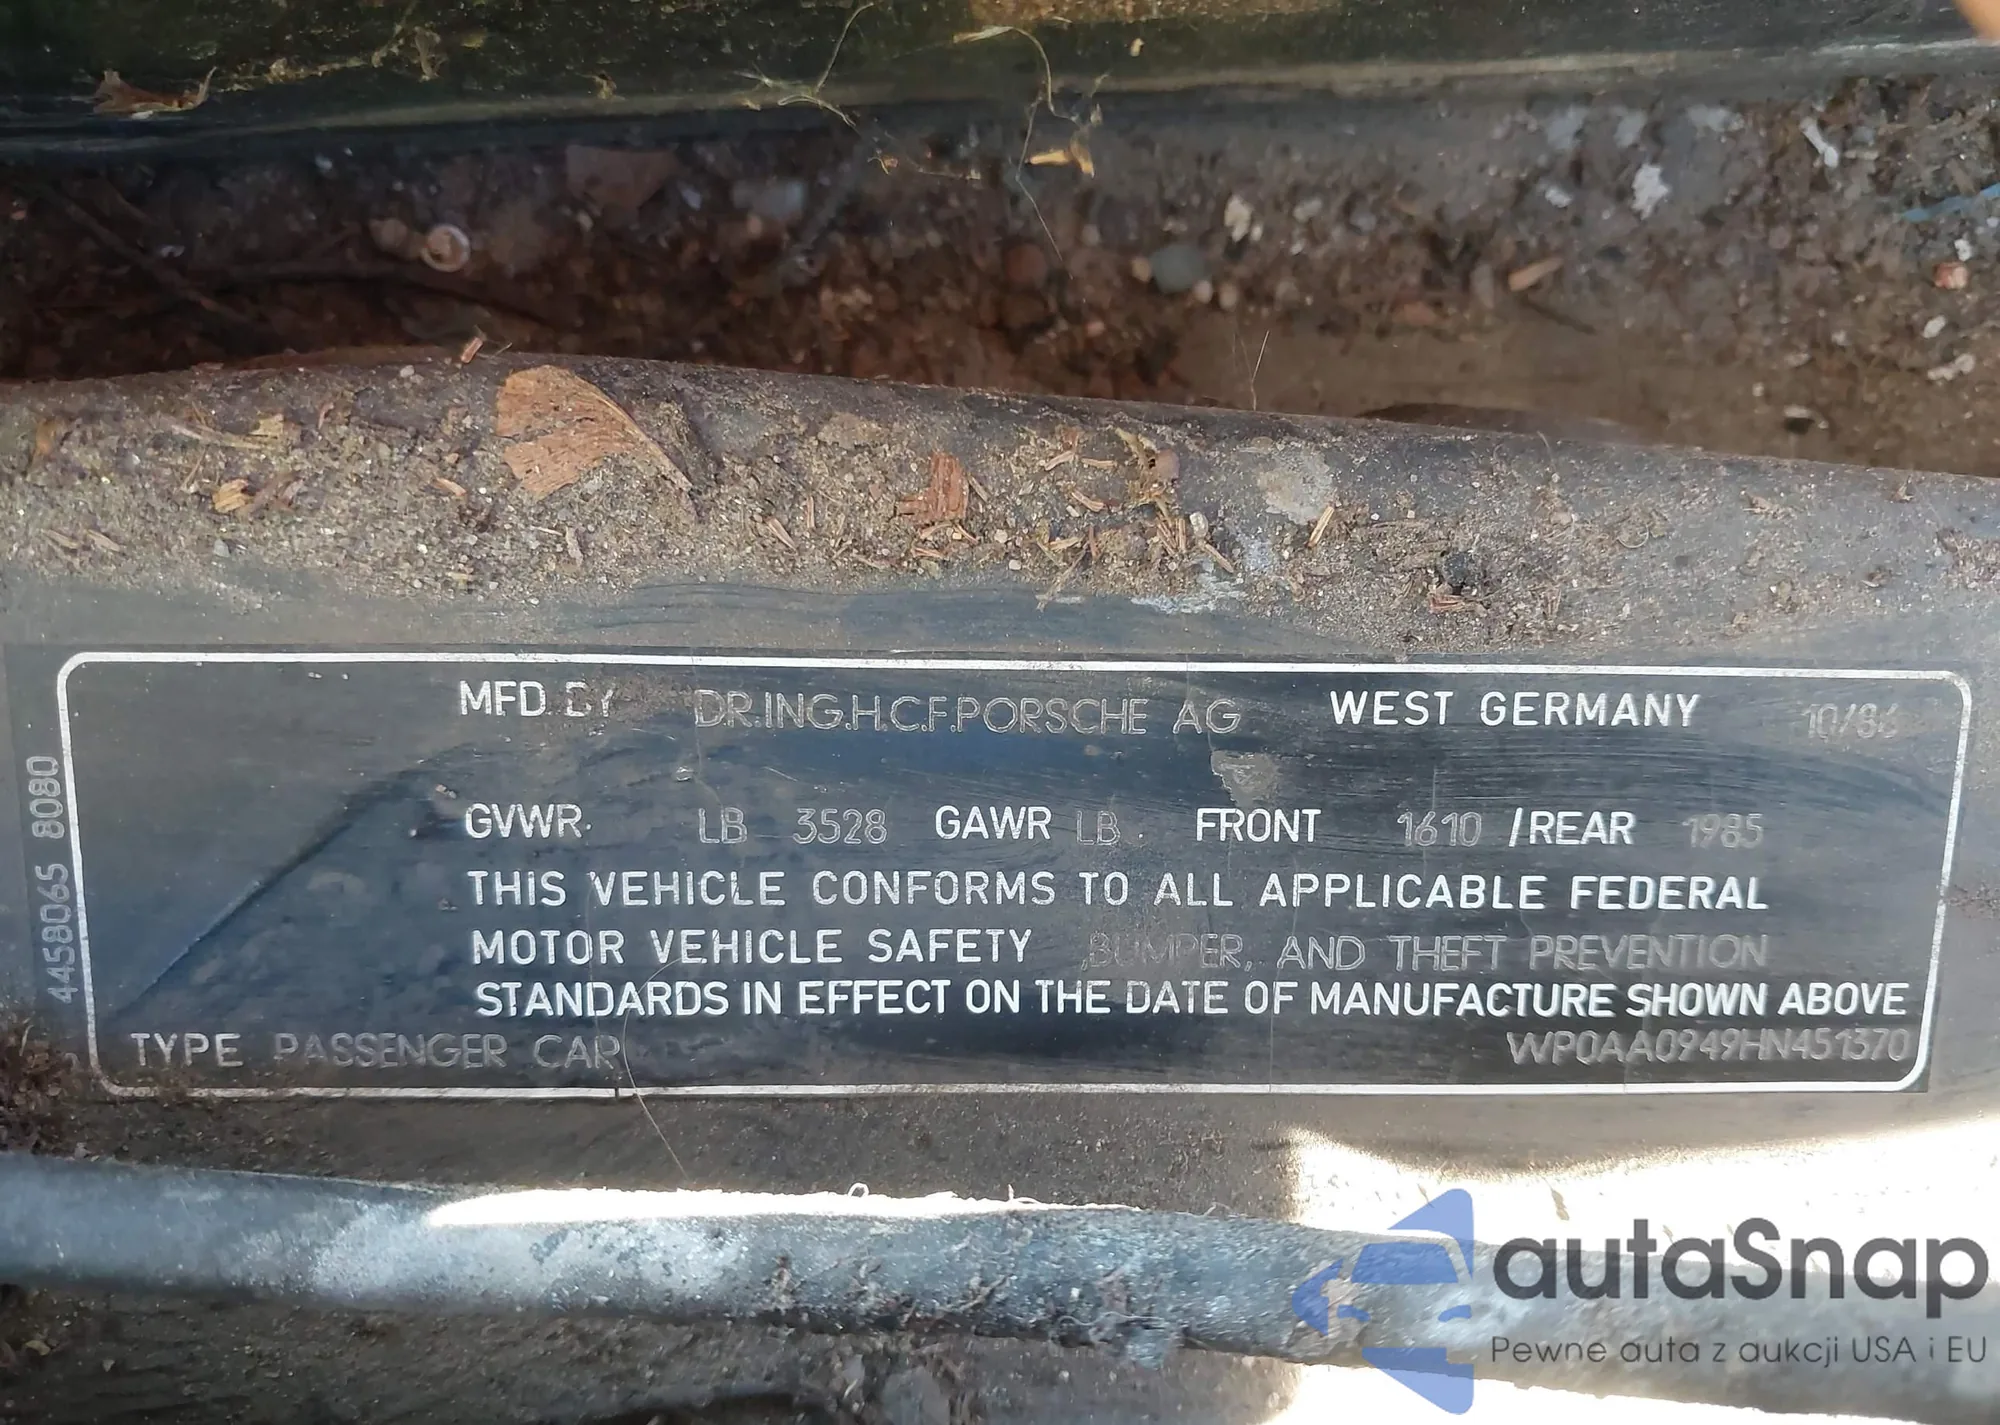 MFD. BY DR.ING.H.C.F.PORSCHE AG WEST GERMANY 10/86
GVWR. LB 3528 GAWR LB. FRONT 1610 /REAR 1985
THIS VEHICLE CONFORMS TO ALL APPLICABLE FEDERAL
MOTOR VEHICLE SAFETY ,BUMPER, AND THEFT PREVENTION
STANDARDS IN EFFECT ON THE DATE OF MANUFACTURE SHOWN ABOVE
TYPE PASSENGER CAR WP0AA0949HN451370
4458065 8080
autaSnap
Pewne auta z aukcji USA i EU